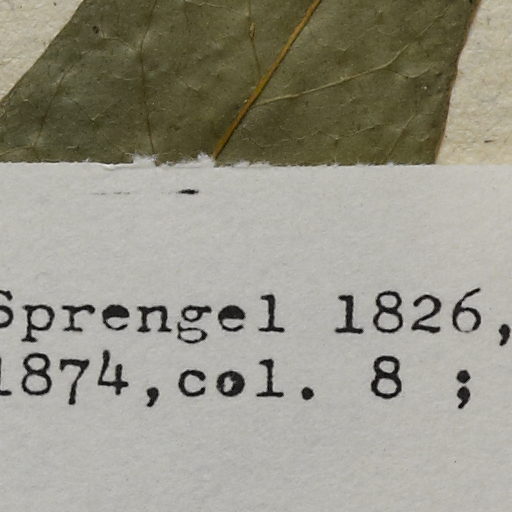 Sprengel 1826,
1874,col. 8 ;